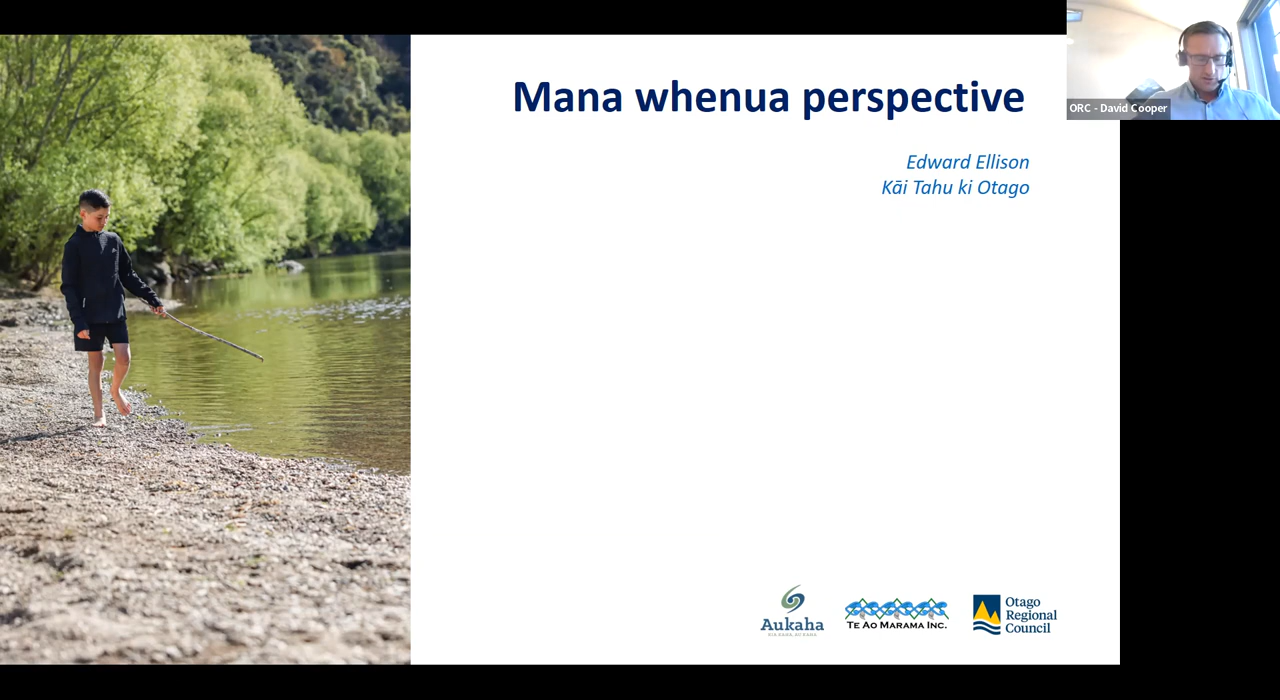 Mana whenua perspective
ORC - David Cooper
Edward Ellison
Kāi Tahu ki Otago
Aukaha
Te Ao Marama Inc.
Otago
Regional
Council